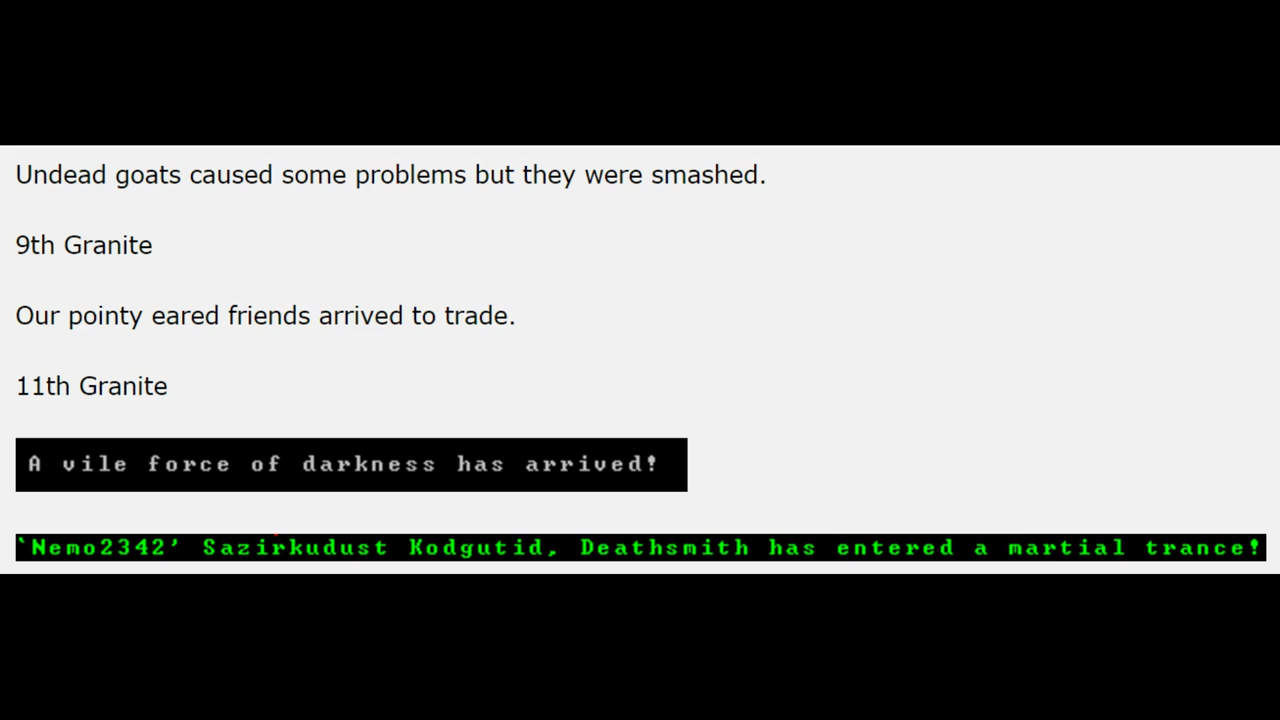 Undead goats caused some problems but they were smashed.
9th Granite
Our pointy eared friends arrived to trade.
11th Granite
A vile force of darkness has arrived!
`Nemo2342’ Sazirkudust Kodgutid, Deathsmith has entered a martial trance!